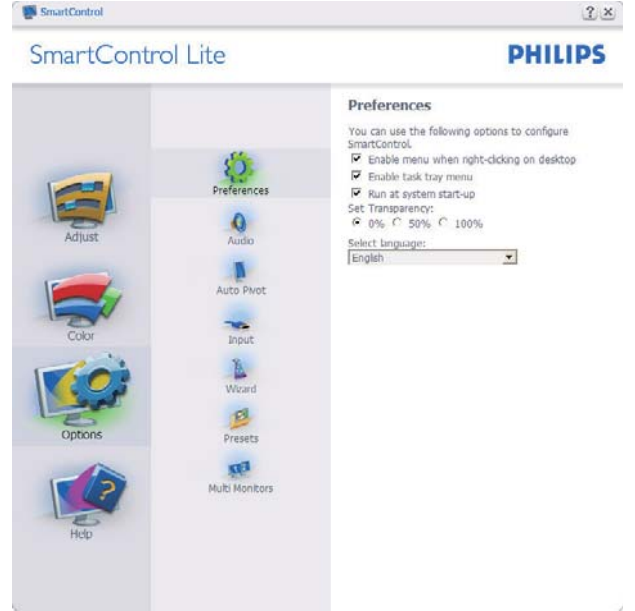 SmartControl
SmartControl Lite
PHILIPS
Adjust
Color
Options
Help
Preferences
Audio
Auto Pivot
Input
Wizard
Presets
Multi Monitors
Preferences
You can use the following options to configure
SmartControl.
Enable menu when right-clicking on desktop
Enable task tray menu
Run at system start-up
Set Transparency:
0% 50% 100%
Select language:
English